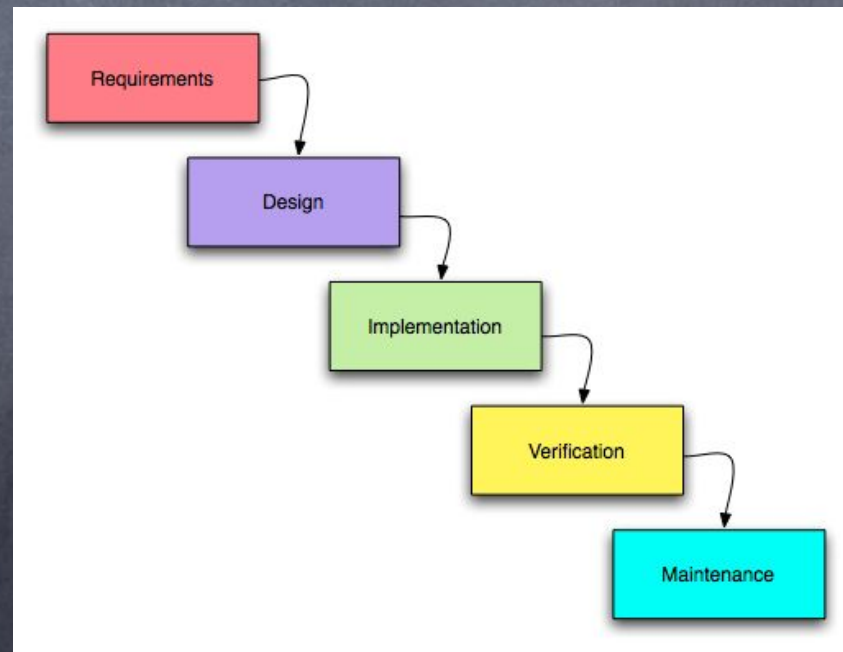 Requirements
Design
Implementation
Verification
Maintenance